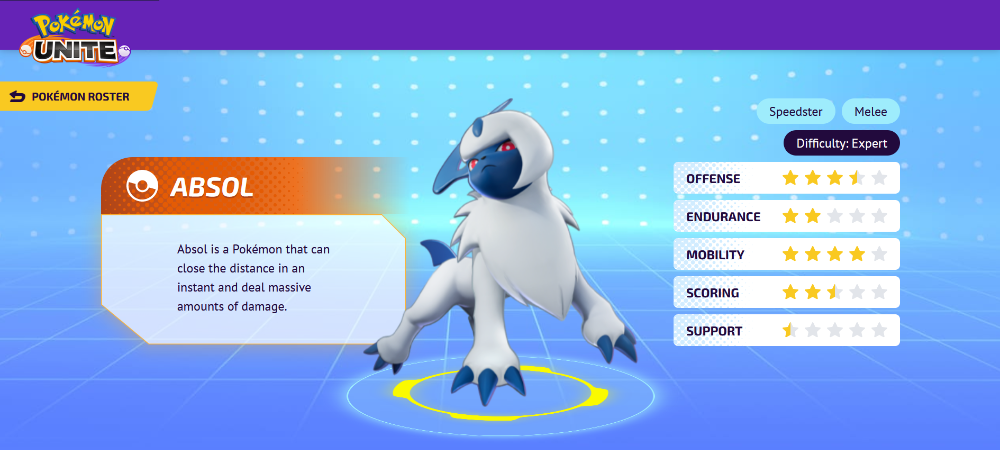 POKÉMON
UNITE
POKÉMON ROSTER
ABSOL
Absol is a Pokémon that can
close the distance in an
instant and deal massive
amounts of damage.
Speedster
Melee
Difficulty: Expert
OFFENSE
ENDURANCE
MOBILITY
SCORING
SUPPORT